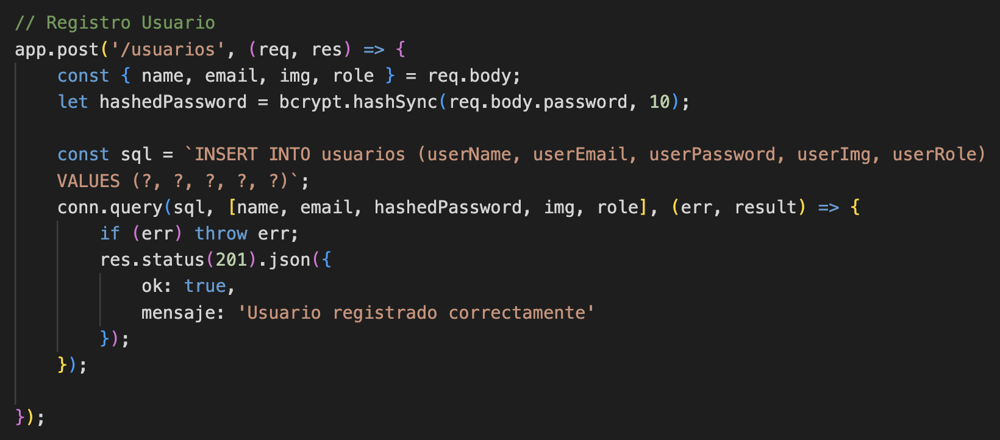 // Registro Usuario
app.post('/usuarios', (req, res) => {
    const { name, email, img, role } = req.body;
    let hashedPassword = bcrypt.hashSync(req.body.password, 10);

    const sql = `INSERT INTO usuarios (userName, userEmail, userPassword, userImg, userRole)
    VALUES (?, ?, ?, ?, ?)`;
    conn.query(sql, [name, email, hashedPassword, img, role], (err, result) => {
        if (err) throw err;
        res.status(201).json({
            ok: true,
            mensaje: 'Usuario registrado correctamente'
        });
    });

});